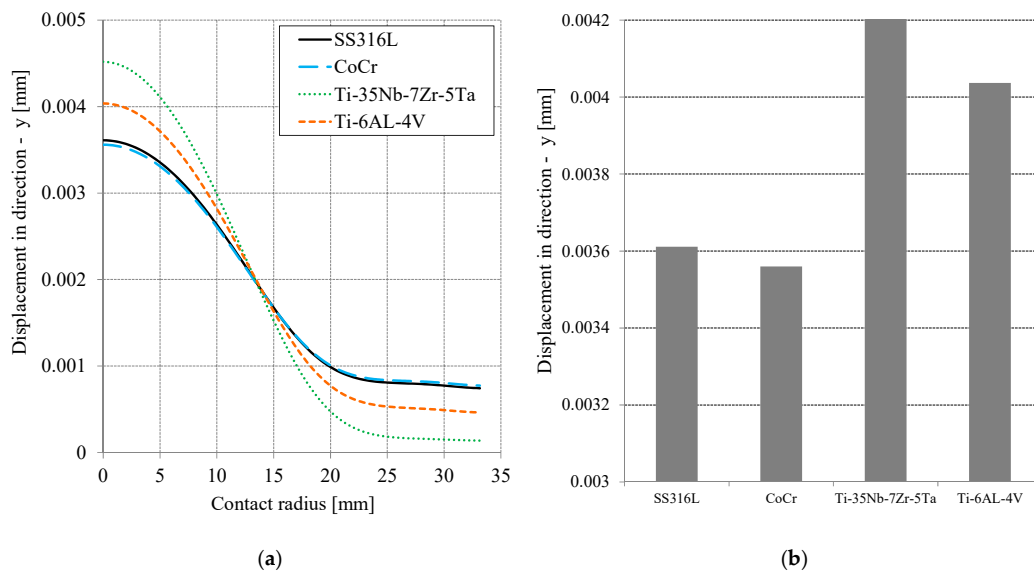 0.005
0.004
0.003
0.002
0.001
0
Displacement in direction - y [mm]
SS316L
CoCr
Ti-35Nb-7Zr-5Ta
Ti-6AL-4V
0 5 10 15 20 25 30 35
Contact radius [mm]
(a)
0.0042
0.004
0.0038
0.0036
0.0034
0.0032
0.003
Displacement in direction - y [mm]
SS316L CoCr Ti-35Nb-7Zr-5Ta Ti-6AL-4V
(b)